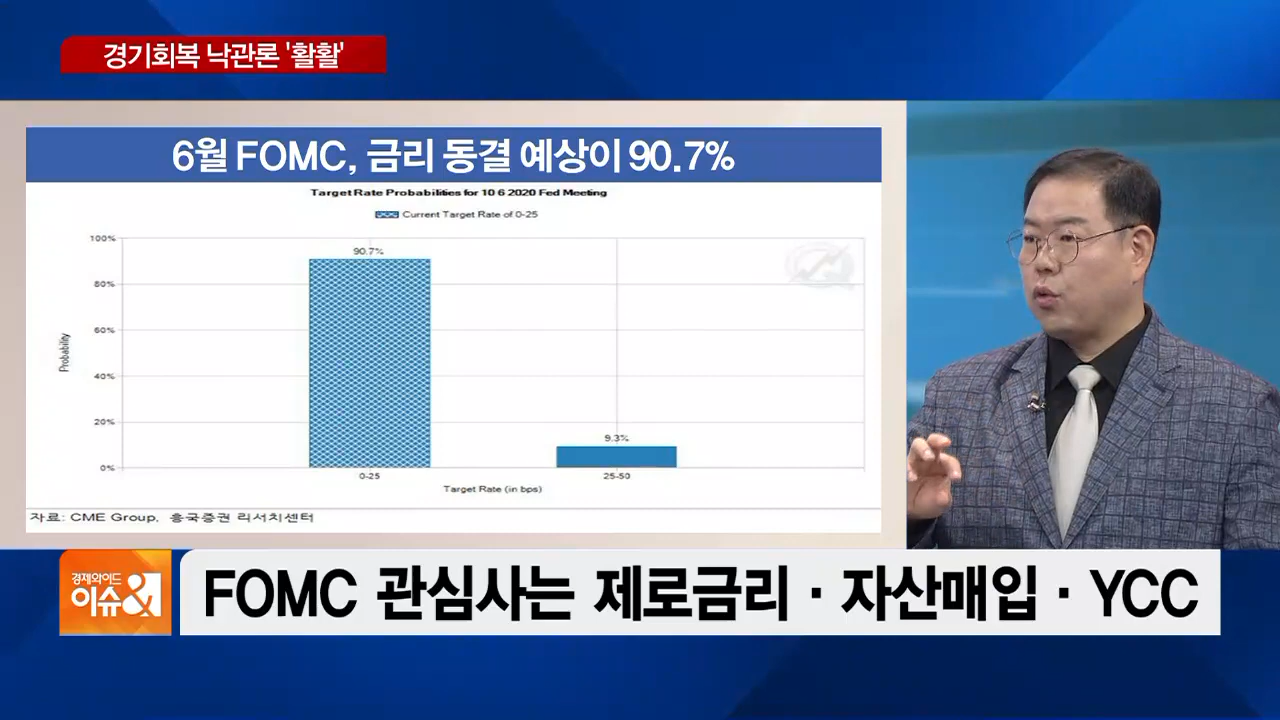 경기회복 낙관론 '활활'
6월 FOMC, 금리 동결 예상이 90.7%
Target Rate Probabilities for 10 6 2020 Fed Meeting
Current Target Rate of 0-25
100%
80%
60%
40%
20%
0%
Probability
90.7%
9.3%
0-25
25-50
Target Rate (in bps)
자료: CME Group, 흥국증권 리서치센터
경제와이드
이슈&
FOMC 관심사는 제로금리 · 자산매입 · YCC